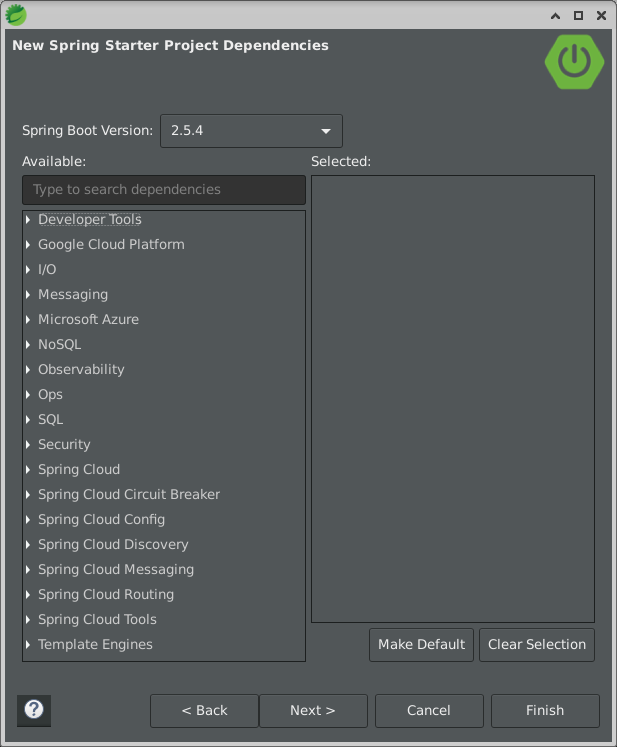 New Spring Starter Project Dependencies
Spring Boot Version: 2.5.4
Available: Selected:
Type to search dependencies
Developer Tools
Google Cloud Platform
I/O
Messaging
Microsoft Azure
NoSQL
Observability
Ops
SQL
Security
Spring Cloud
Spring Cloud Circuit Breaker
Spring Cloud Config
Spring Cloud Discovery
Spring Cloud Messaging
Spring Cloud Routing
Spring Cloud Tools
Template Engines
Make Default Clear Selection
? < Back Next > Cancel Finish